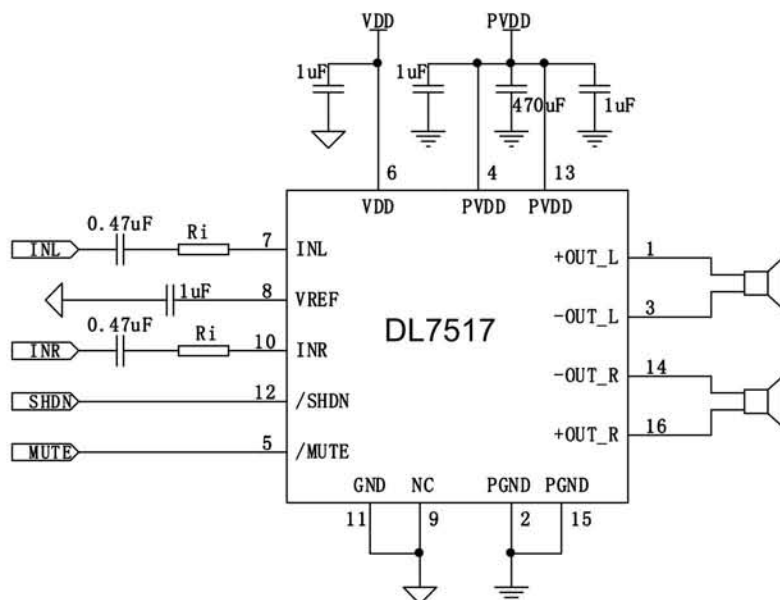 VDD PVDD
1uF 1uF 470uF 1uF
6 4 13
VDD PVDD PVDD
0.47uF Ri
INL 7 INL
+OUT_L 1
1uF 8 VREF
-OUT_L 3
DL7517
0.47uF Ri
INR 10 INR
-OUT_R 14
SHDN 12 /SHDN
+OUT_R 16
MUTE 5 /MUTE
GND NC PGND PGND
11 9 2 15